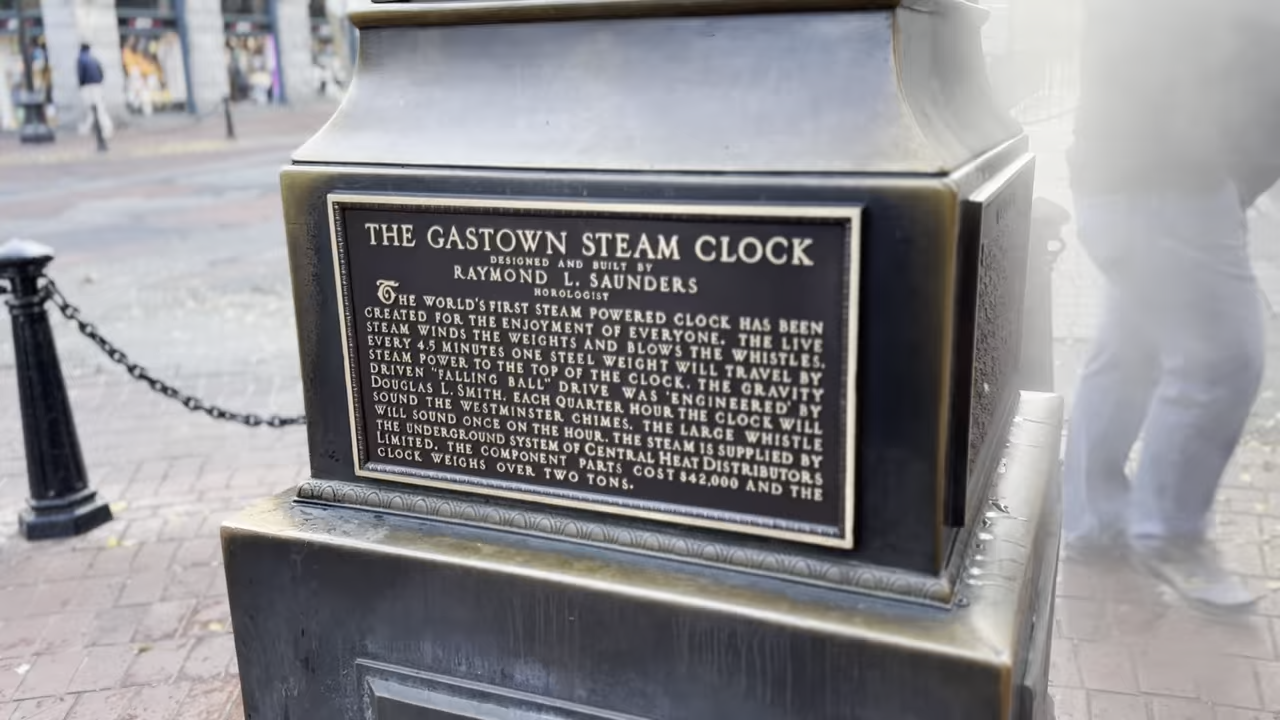 THE GASTOWN STEAM CLOCK
DESIGNED AND BUILT BY
RAYMOND L. SAUNDERS
HOROLOGIST
THE WORLD'S FIRST STEAM POWERED CLOCK HAS BEEN
CREATED FOR THE ENJOYMENT OF EVERYONE. THE LIVE
STEAM WINDS THE WEIGHTS AND BLOWS THE WHISTLES.
EVERY 4.5 MINUTES ONE STEEL WEIGHT WILL TRAVEL BY
STEAM POWER TO THE TOP OF THE CLOCK. THE GRAVITY
DRIVEN "FALLING BALL" DRIVE WAS 'ENGINEERED' BY
DOUGLAS L. SMITH. EACH QUARTER HOUR THE CLOCK WILL
SOUND THE WESTMINSTER CHIMES. THE LARGE WHISTLE
WILL SOUND ONCE ON THE HOUR. THE STEAM IS SUPPLIED BY
THE UNDERGROUND SYSTEM OF CENTRAL HEAT DISTRIBUTORS
LIMITED. THE COMPONENT PARTS COST $42,000 AND THE
CLOCK WEIGHS OVER TWO TONS.